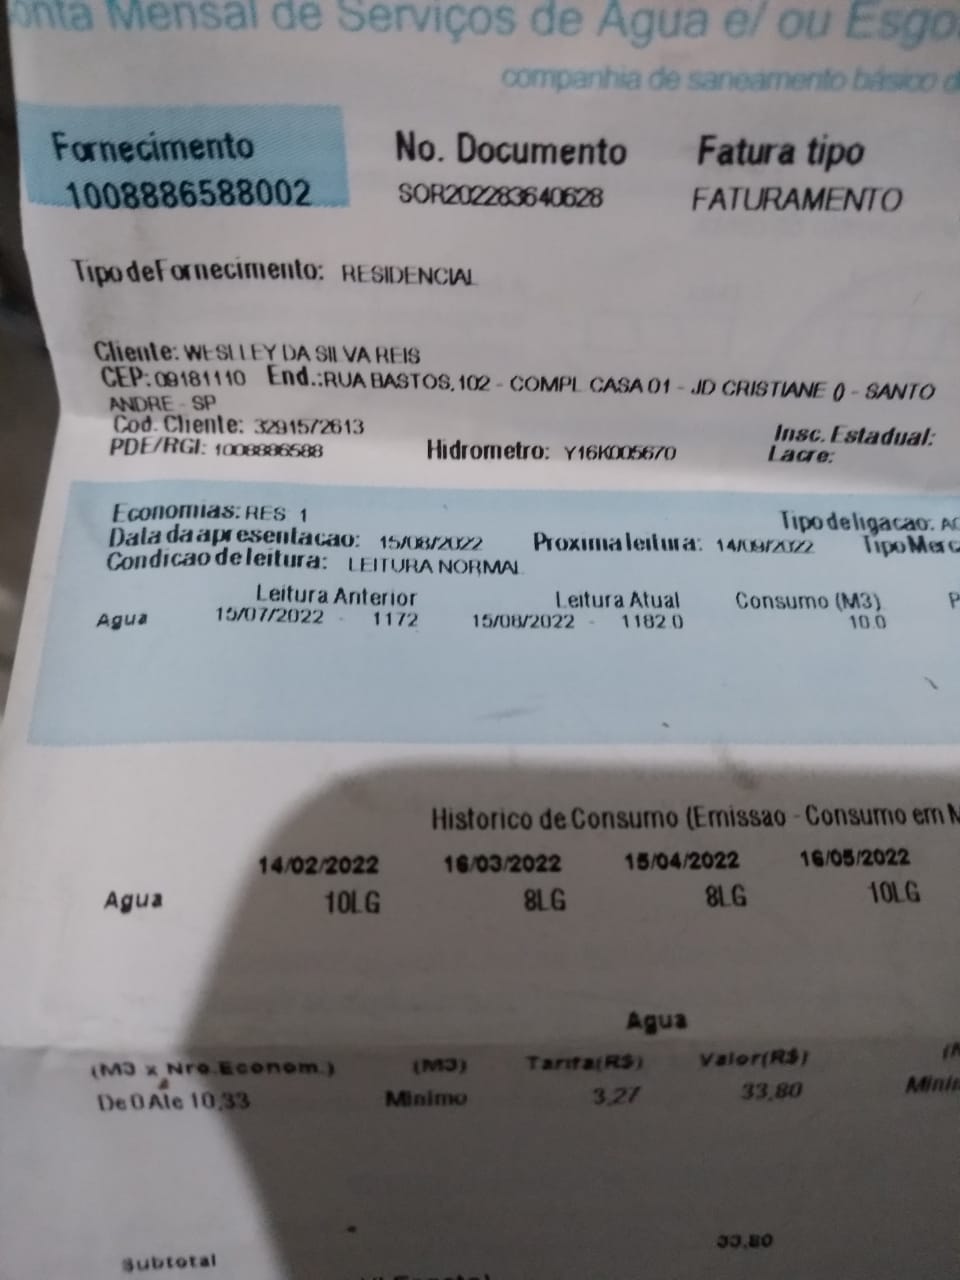 onta Mensal de Serviços de Água e/ ou Esgo
companhia de saneamento básico d
Fornecimento No. Documento Fatura tipo
1008886588002 SOR202283640628 FATURAMENTO
Tipo de Fornecimento: RESIDENCIAL
Cliente: WESLLEY DA SILVA REIS
CEP: 09181110 End.: RUA BASTOS, 102 - COMPL CASA 01 - JD CRISTIANE () - SANTO
ANDRE - SP
Cod. Cliente: 3291572613 Insc. Estadual:
PDE/RGI: 1008886588 Hidrometro: Y16K005670 Lacre:
Economias: RES 1 Tipo de ligacao: AG
Data da apresentacao: 15/08/2022 Proxima leitura: 14/09/2022 Tipo Merc
Condicao de leitura: LEITURA NORMAL
Leitura Anterior Leitura Atual Consumo (M3) P
Agua 15/07/2022 - 1172 15/08/2022 - 1182 0 10.0
Historico de Consumo (Emissao - Consumo em M
14/02/2022 16/03/2022 15/04/2022 16/05/2022
Agua 10LG 8LG 8LG 10LG
Agua
(M3 x Nro.Econom.) (M3) Tarifa(R$) Valor(R$) (M
De 0 Ate 10,33 Minimo 3,27 33,80 Minim
33,80
Subtotal